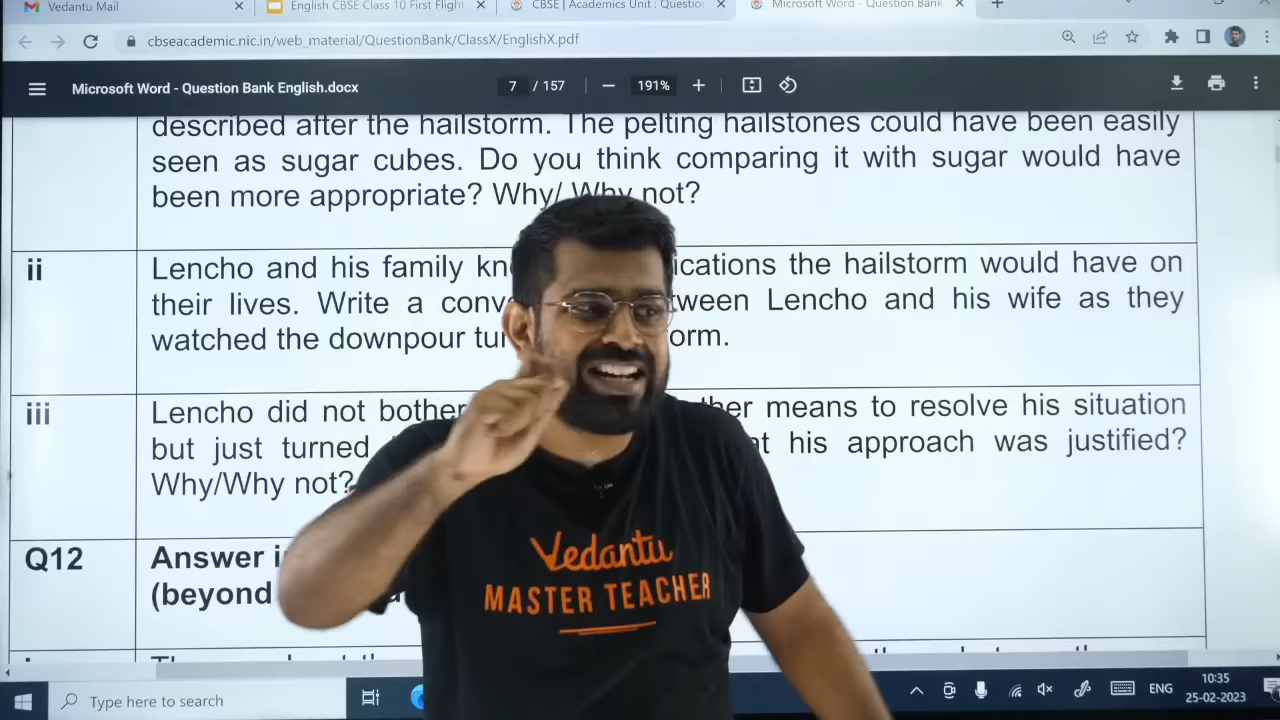 Vedantu Mail × English CBSE Class 10 First Fligh × CBSE | Academics Unit : Questio × Microsoft Word - Question Bank ×
cbseacademic.nic.in/web_material/QuestionBank/ClassX/EnglishX.pdf
Microsoft Word - Question Bank English.docx 7 / 157 191%
described after the hailstorm. The pelting hailstones could have been easily
seen as sugar cubes. Do you think comparing it with sugar would have
been more appropriate? Why/ Why not?
ii Lencho and his family kn ications the hailstorm would have on
their lives. Write a conv tween Lencho and his wife as they
watched the downpour tur orm.
iii Lencho did not bother ther means to resolve his situation
but just turned at his approach was justified?
Why/Why not?
Q12 Answer i
(beyond
Vedantu
MASTER TEACHER
Type here to search ENG 10:35
25-02-2023